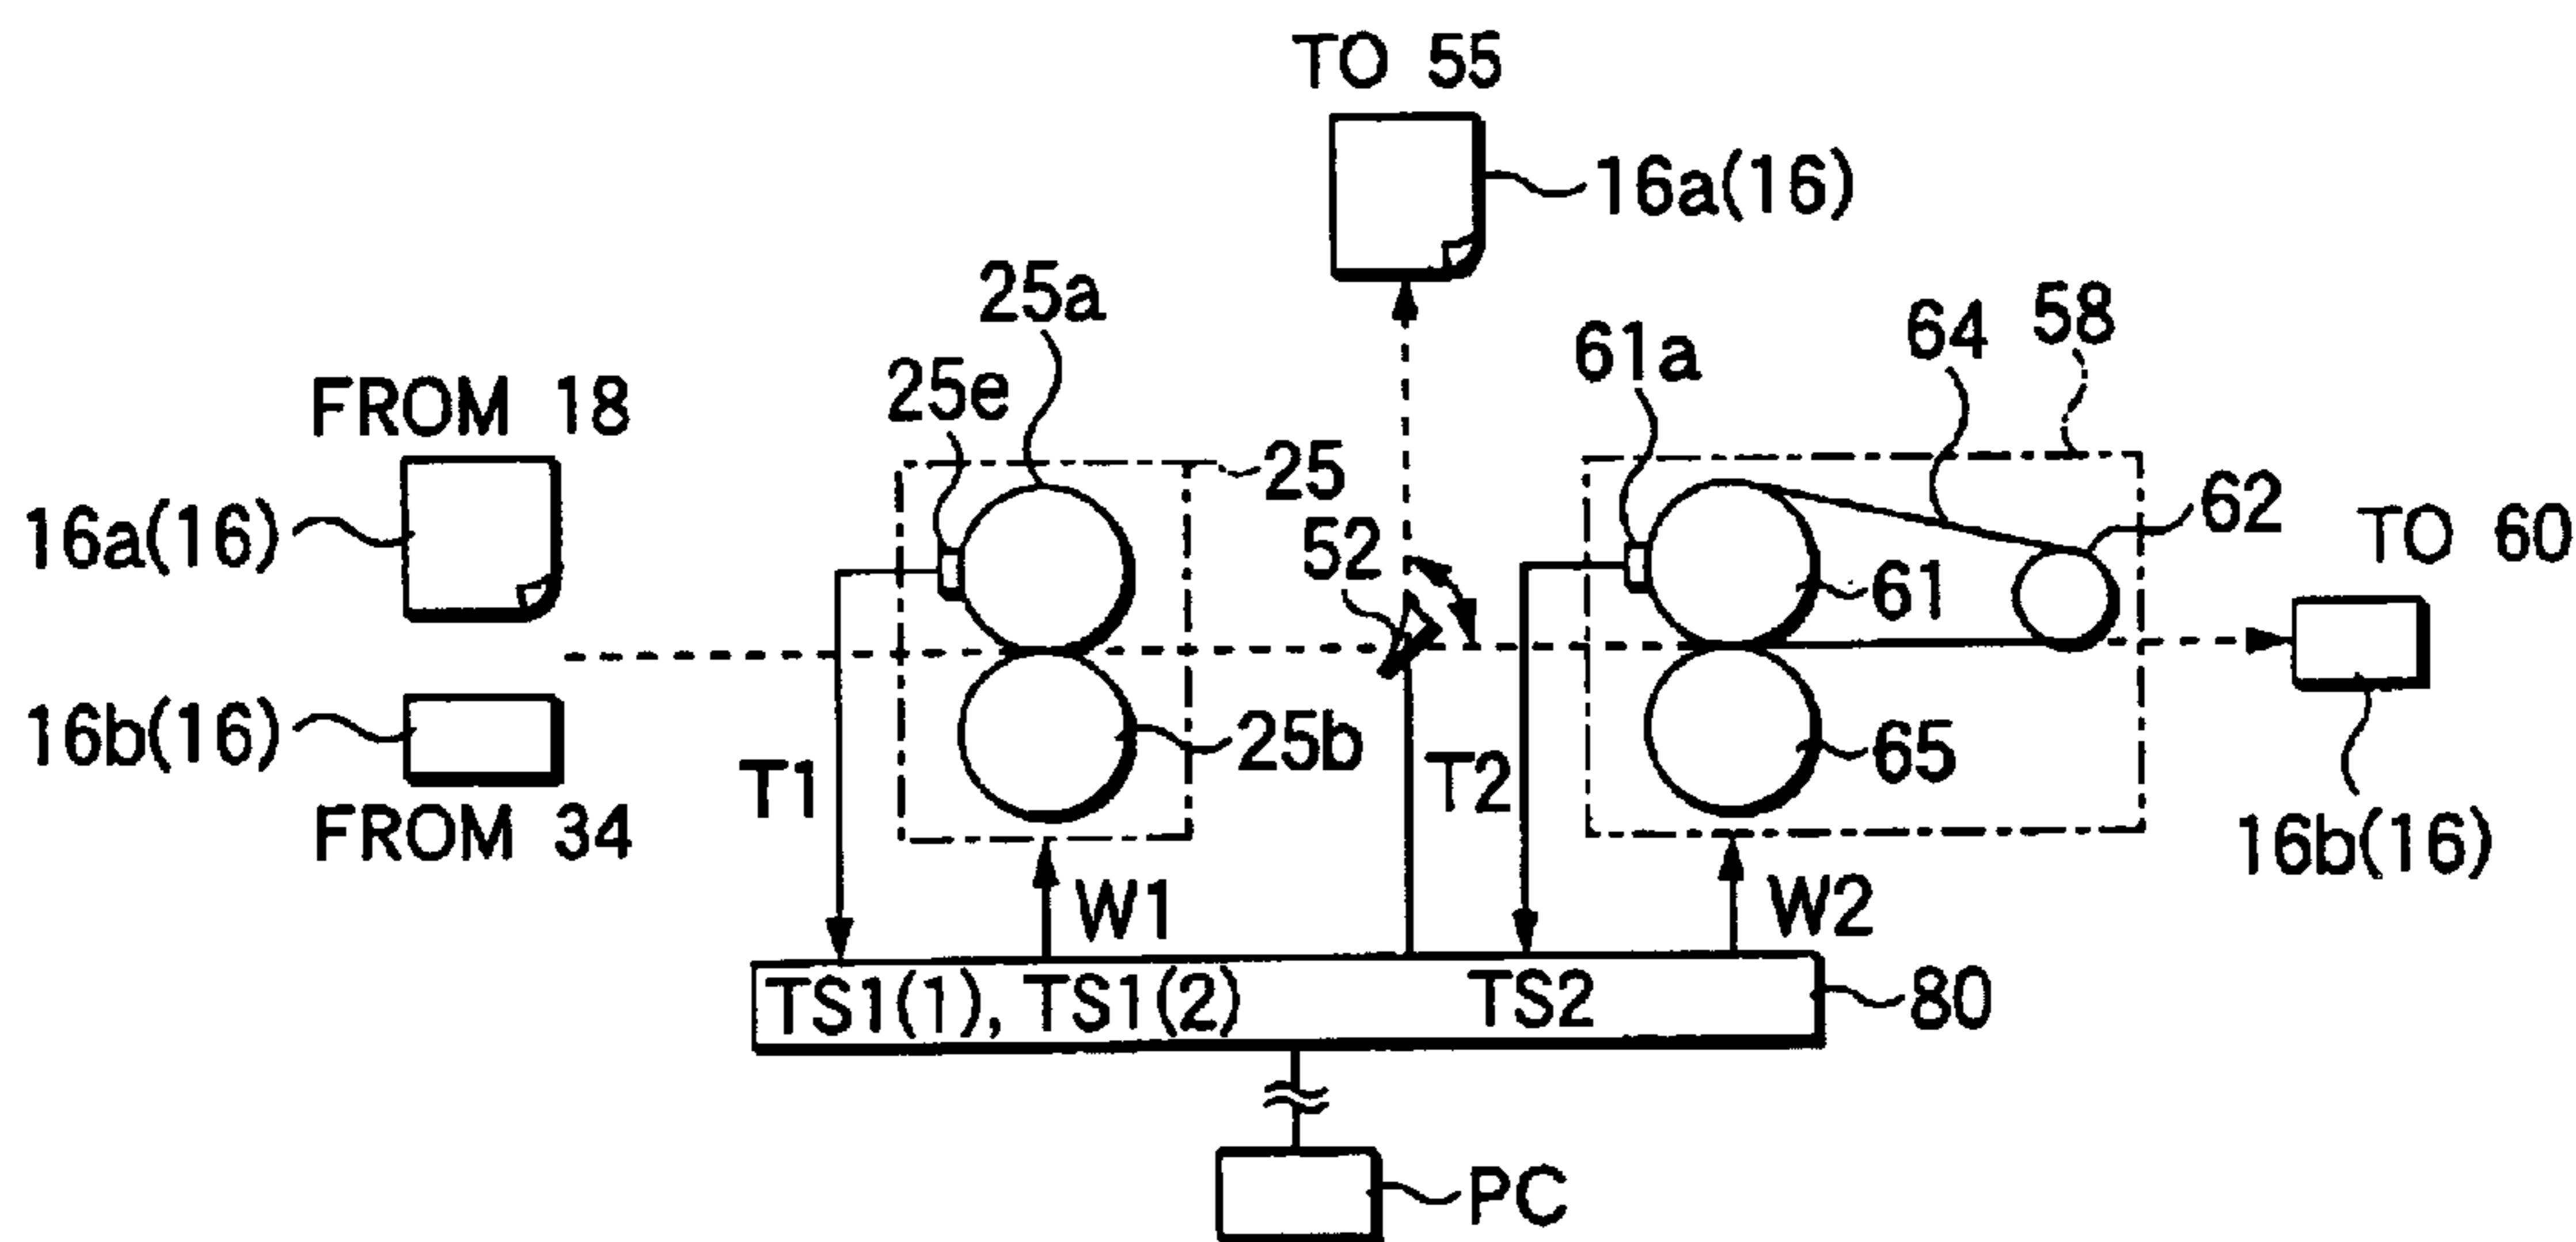 TO 55
16a(16)
25a
58
64
61a
25e
FROM 18
25
62
52
TO 60
16a(16)
61
16b(16)
25b
T1
T2
65
FROM 34
16b(16)
W1
W2
TS1(1), TS1(2)
TS2
80
PC